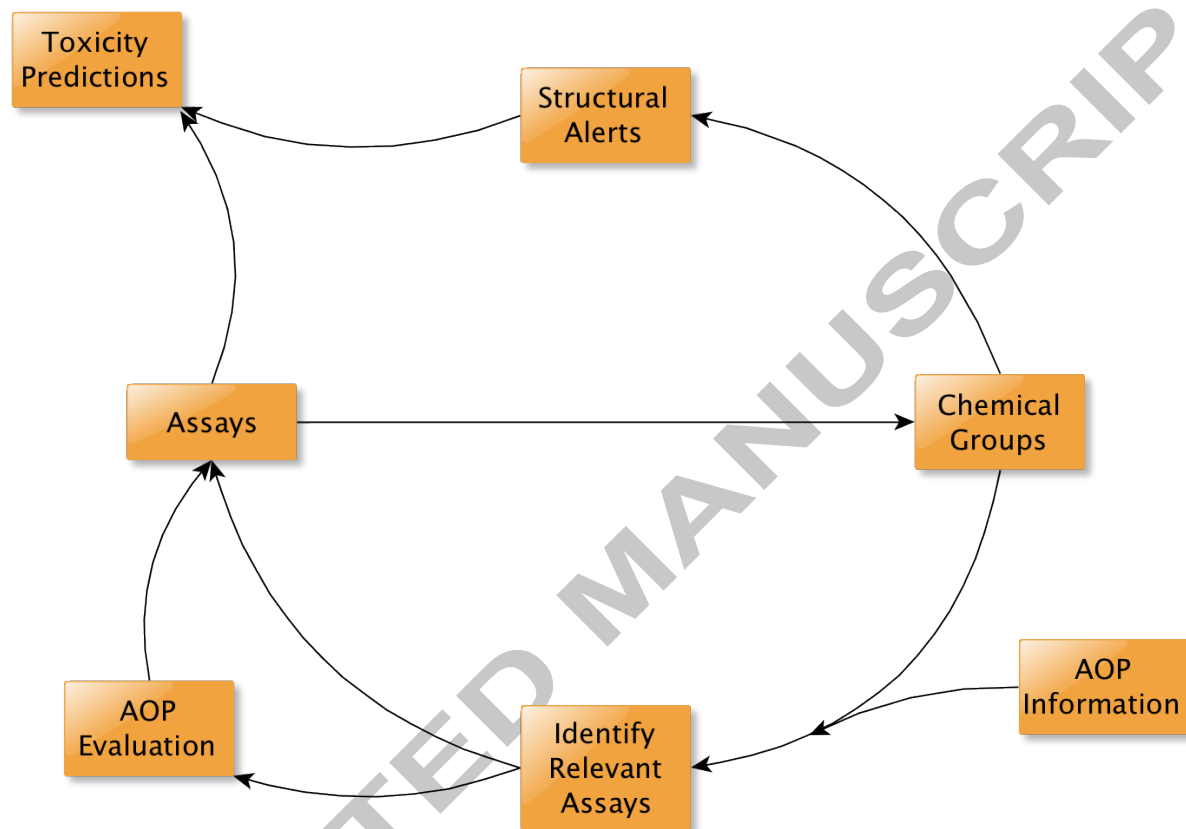 Toxicity
Predictions
Structural
Alerts
Assays
Chemical
Groups
AOP
Evaluation
Identify
Relevant
Assays
AOP
Information
TED MANUSCRIP